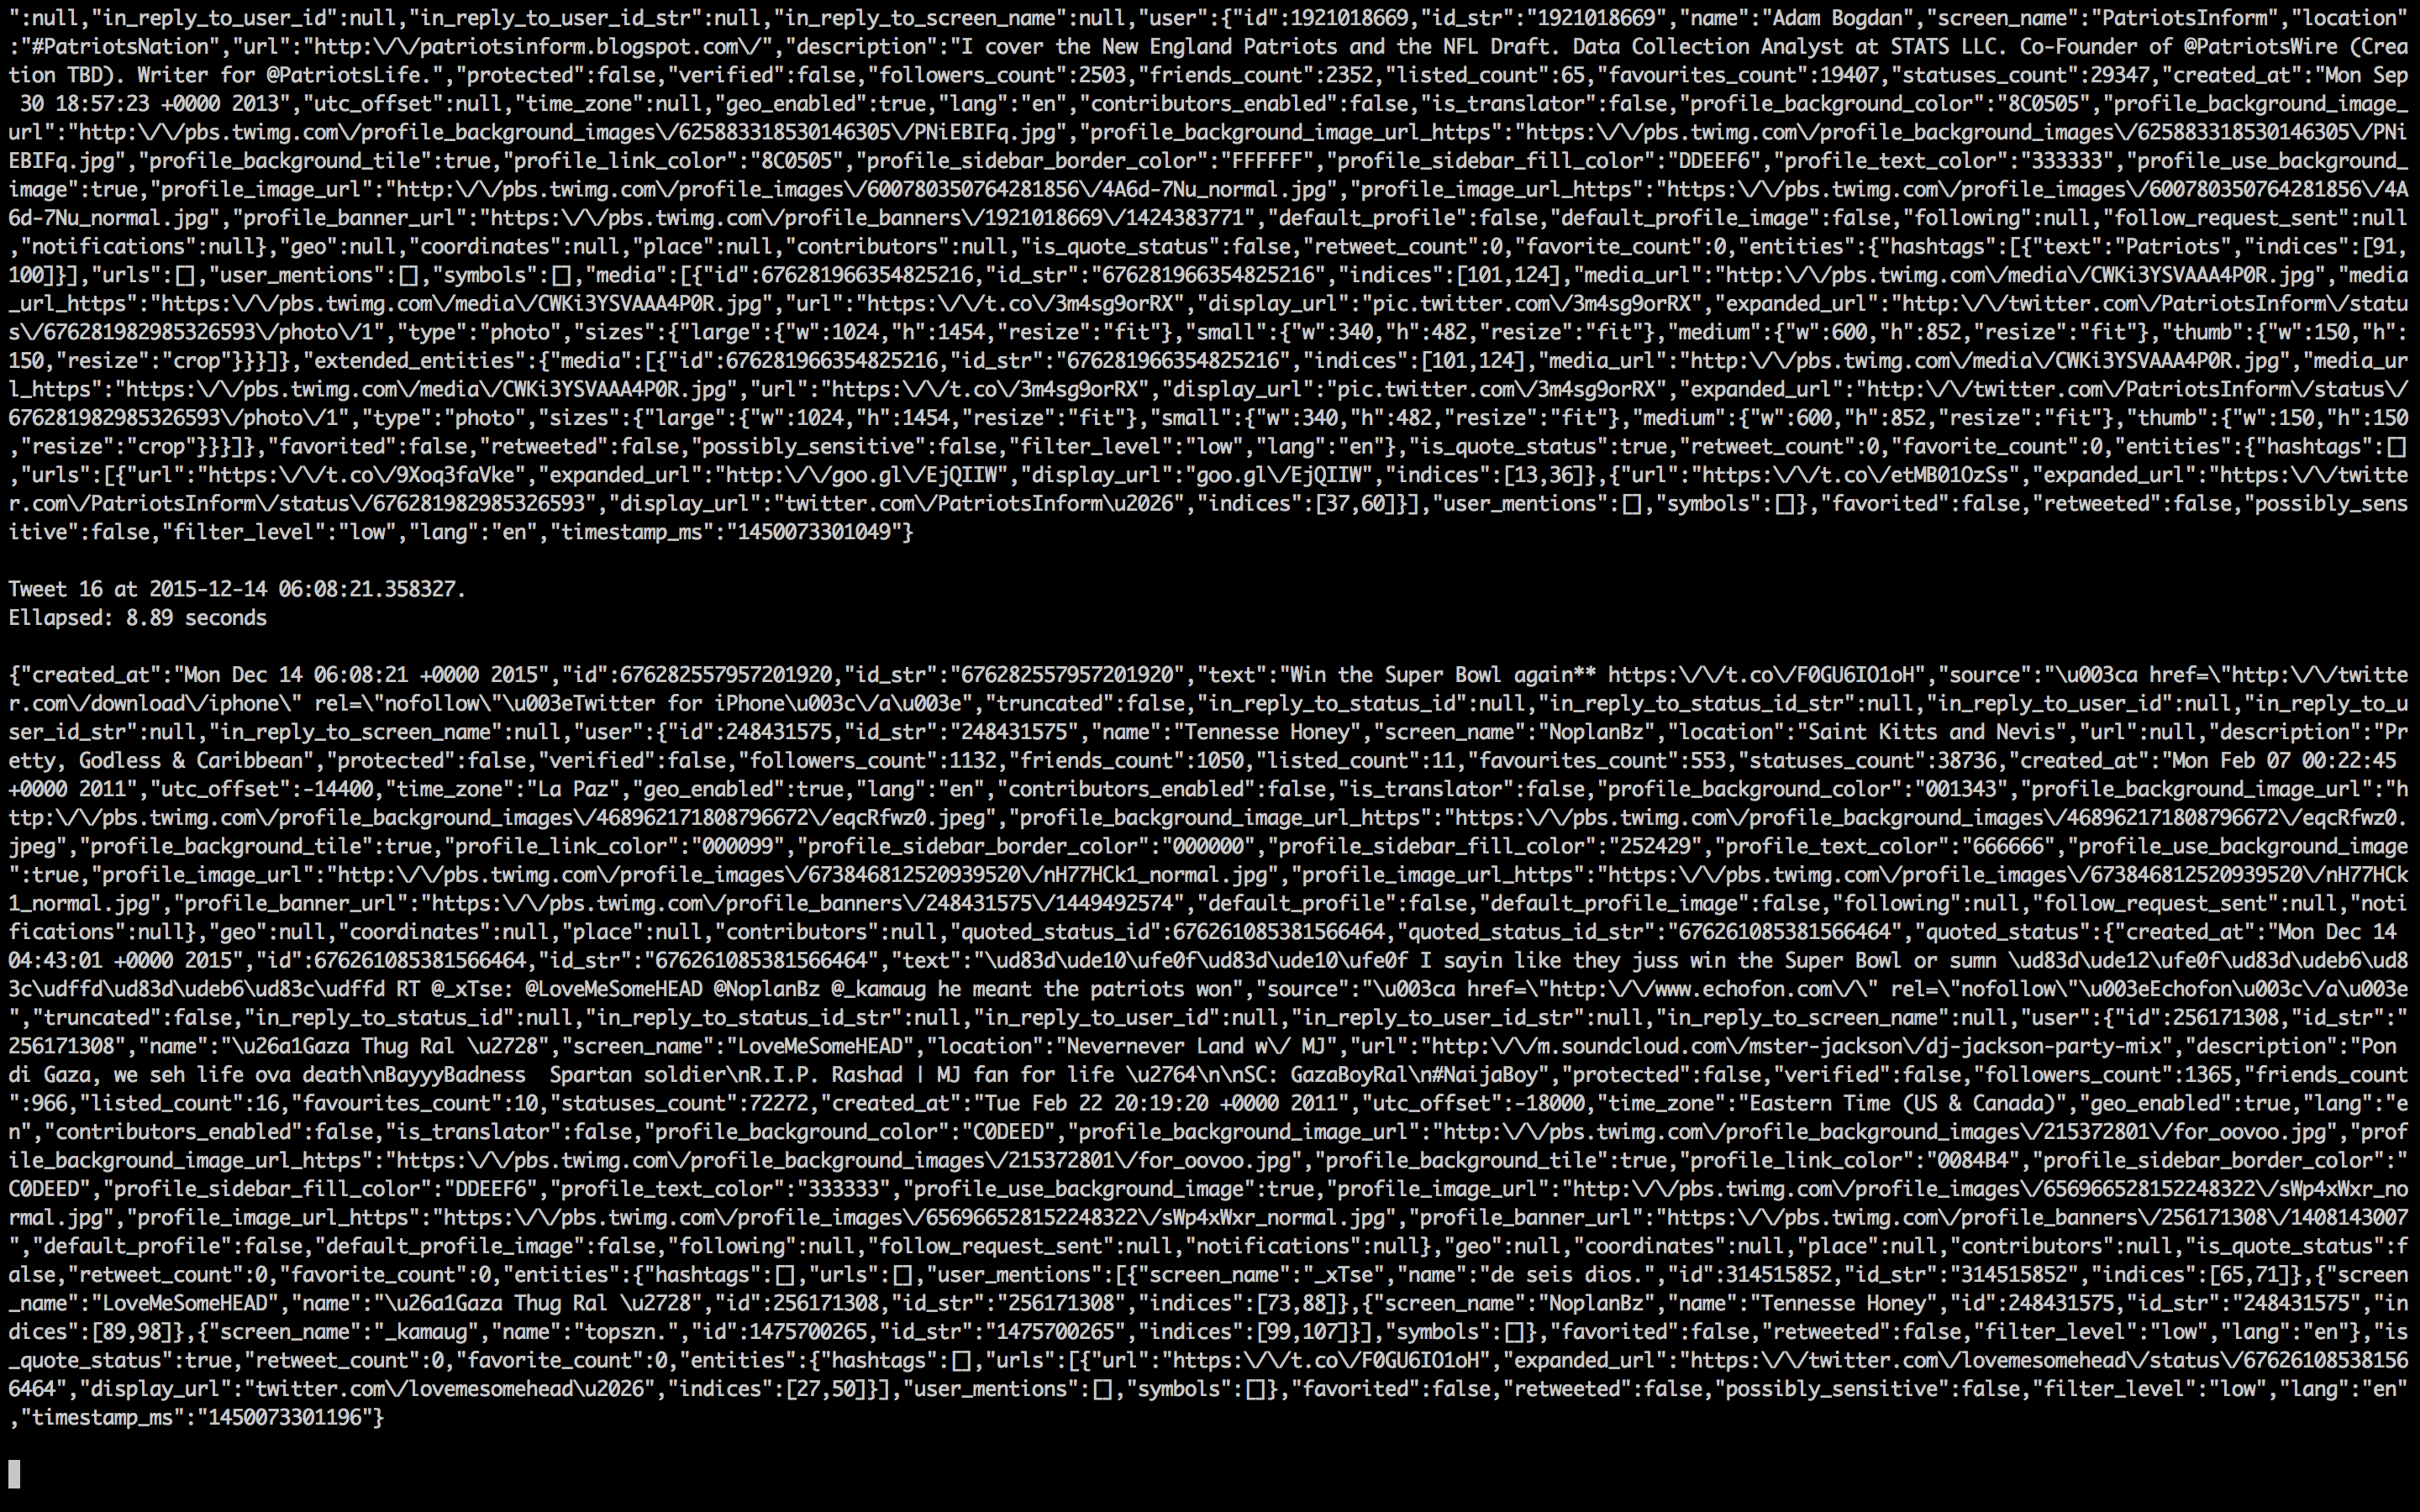 ":null,"in_reply_to_user_id":null,"in_reply_to_user_id_str":null,"in_reply_to_screen_name":null,"user":{"id":1921018669,"id_str":"1921018669","name":"Adam Bogdan","screen_name":"PatriotsInform","location"
:"#PatriotsNation","url":"http:\/\/patriotsinform.blogspot.com\/","description":"I cover the New England Patriots and the NFL Draft. Data Collection Analyst at STATS LLC. Co-Founder of @PatriotsWire (Crea
tion TBD). Writer for @PatriotsLife.","protected":false,"verified":false,"followers_count":2503,"friends_count":2352,"listed_count":65,"favourites_count":19407,"statuses_count":29347,"created_at":"Mon Sep
 30 18:57:23 +0000 2013","utc_offset":null,"time_zone":null,"geo_enabled":true,"lang":"en","contributors_enabled":false,"is_translator":false,"profile_background_color":"8C0505","profile_background_image_
url":"http:\/\/pbs.twimg.com\/profile_background_images\/625883318530146305\/PNiEBIFq.jpg","profile_background_image_url_https":"https:\/\/pbs.twimg.com\/profile_background_images\/625883318530146305\/PNi
EBIFq.jpg","profile_background_tile":true,"profile_link_color":"8C0505","profile_sidebar_border_color":"FFFFFF","profile_sidebar_fill_color":"DDEEF6","profile_text_color":"333333","profile_use_background_
image":true,"profile_image_url":"http:\/\/pbs.twimg.com\/profile_images\/600780350764281856\/4A6d-7Nu_normal.jpg","profile_image_url_https":"https:\/\/pbs.twimg.com\/profile_images\/600780350764281856\/4A
6d-7Nu_normal.jpg","profile_banner_url":"https:\/\/pbs.twimg.com\/profile_banners\/1921018669\/1424383771","default_profile":false,"default_profile_image":false,"following":null,"follow_request_sent":null
,"notifications":null},"geo":null,"coordinates":null,"place":null,"contributors":null,"is_quote_status":false,"retweet_count":0,"favorite_count":0,"entities":{"hashtags":[{"text":"Patriots","indices":[91,
100]}],"urls":[],"user_mentions":[],"symbols":[],"media":[{"id":676281966354825216,"id_str":"676281966354825216","indices":[101,124],"media_url":"http:\/\/pbs.twimg.com\/media\/CWKi3YSVAAA4P0R.jpg","media
_url_https":"https:\/\/pbs.twimg.com\/media\/CWKi3YSVAAA4P0R.jpg","url":"https:\/\/t.co\/3m4sg9orRX","display_url":"pic.twitter.com\/3m4sg9orRX","expanded_url":"http:\/\/twitter.com\/PatriotsInform\/statu
s\/676281982985326593\/photo\/1","type":"photo","sizes":{"large":{"w":1024,"h":1454,"resize":"fit"},"small":{"w":340,"h":482,"resize":"fit"},"medium":{"w":600,"h":852,"resize":"fit"},"thumb":{"w":150,"h":
150,"resize":"crop"}}}]},"extended_entities":{"media":[{"id":676281966354825216,"id_str":"676281966354825216","indices":[101,124],"media_url":"http:\/\/pbs.twimg.com\/media\/CWKi3YSVAAA4P0R.jpg","media_ur
l_https":"https:\/\/pbs.twimg.com\/media\/CWKi3YSVAAA4P0R.jpg","url":"https:\/\/t.co\/3m4sg9orRX","display_url":"pic.twitter.com\/3m4sg9orRX","expanded_url":"http:\/\/twitter.com\/PatriotsInform\/status\/
676281982985326593\/photo\/1","type":"photo","sizes":{"large":{"w":1024,"h":1454,"resize":"fit"},"small":{"w":340,"h":482,"resize":"fit"},"medium":{"w":600,"h":852,"resize":"fit"},"thumb":{"w":150,"h":150
,"resize":"crop"}}}]},"favorited":false,"retweeted":false,"possibly_sensitive":false,"filter_level":"low","lang":"en"},"is_quote_status":true,"retweet_count":0,"favorite_count":0,"entities":{"hashtags":[]
,"urls":[{"url":"https:\/\/t.co\/9Xoq3faVke","expanded_url":"http:\/\/goo.gl\/EjQIIW","display_url":"goo.gl\/EjQIIW","indices":[13,36]},{"url":"https:\/\/t.co\/etMB01OzSs","expanded_url":"https:\/\/twitte
r.com\/PatriotsInform\/status\/676281982985326593","display_url":"twitter.com\/PatriotsInform\u2026","indices":[37,60]}],"user_mentions":[],"symbols":[]},"favorited":false,"retweeted":false,"possibly_sens
itive":false,"filter_level":"low","lang":"en","timestamp_ms":"1450073301049"}
Tweet 16 at 2015-12-14 06:08:21.358327.
Ellapsed: 8.89 seconds
{"created_at":"Mon Dec 14 06:08:21 +0000 2015","id":676282557957201920,"id_str":"676282557957201920","text":"Win the Super Bowl again** https:\/\/t.co\/F0GU6IO1oH","source":"\u003ca href=\"http:\/\/twitte
r.com\/download\/iphone\" rel=\"nofollow\"\u003eTwitter for iPhone\u003c\/a\u003e","truncated":false,"in_reply_to_status_id":null,"in_reply_to_status_id_str":null,"in_reply_to_user_id":null,"in_reply_to_u
ser_id_str":null,"in_reply_to_screen_name":null,"user":{"id":248431575,"id_str":"248431575","name":"Tennesse Honey","screen_name":"NoplanBz","location":"Saint Kitts and Nevis","url":null,"description":"Pr
etty, Godless & Caribbean","protected":false,"verified":false,"followers_count":1132,"friends_count":1050,"listed_count":11,"favourites_count":553,"statuses_count":38736,"created_at":"Mon Feb 07 00:22:45
+0000 2011","utc_offset":-14400,"time_zone":"La Paz","geo_enabled":true,"lang":"en","contributors_enabled":false,"is_translator":false,"profile_background_color":"001343","profile_background_image_url":"h
ttp:\/\/pbs.twimg.com\/profile_background_images\/468962171808796672\/eqcRfwz0.jpeg","profile_background_image_url_https":"https:\/\/pbs.twimg.com\/profile_background_images\/468962171808796672\/eqcRfwz0.
jpeg","profile_background_tile":true,"profile_link_color":"000099","profile_sidebar_border_color":"000000","profile_sidebar_fill_color":"252429","profile_text_color":"666666","profile_use_background_image
":true,"profile_image_url":"http:\/\/pbs.twimg.com\/profile_images\/673846812520939520\/nH77HCk1_normal.jpg","profile_image_url_https":"https:\/\/pbs.twimg.com\/profile_images\/673846812520939520\/nH77HCk
1_normal.jpg","profile_banner_url":"https:\/\/pbs.twimg.com\/profile_banners\/248431575\/1449492574","default_profile":false,"default_profile_image":false,"following":null,"follow_request_sent":null,"noti
fications":null},"geo":null,"coordinates":null,"place":null,"contributors":null,"quoted_status_id":676261085381566464,"quoted_status_id_str":"676261085381566464","quoted_status":{"created_at":"Mon Dec 14
04:43:01 +0000 2015","id":676261085381566464,"id_str":"676261085381566464","text":"\ud83d\ude10\ufe0f\ud83d\ude10\ufe0f I sayin like they juss win the Super Bowl or sumn \ud83d\ude12\ufe0f\ud83d\udeb6\ud8
3c\udffd\ud83d\udeb6\ud83c\udffd RT @_xTse: @LoveMeSomeHEAD @NoplanBz @_kamaug he meant the patriots won","source":"\u003ca href=\"http:\/\/www.echofon.com\/\" rel=\"nofollow\"\u003eEchofon\u003c\/a\u003e
","truncated":false,"in_reply_to_status_id":null,"in_reply_to_status_id_str":null,"in_reply_to_user_id":null,"in_reply_to_user_id_str":null,"in_reply_to_screen_name":null,"user":{"id":256171308,"id_str":"
256171308","name":"\u26a1Gaza Thug Ral \u2728","screen_name":"LoveMeSomeHEAD","location":"Nevernever Land w\/ MJ","url":"http:\/\/m.soundcloud.com\/mster-jackson\/dj-jackson-party-mix","description":"Pon
di Gaza, we seh life ova death\nBayyyBadness  Spartan soldier\nR.I.P. Rashad | MJ fan for life \u2764\n\nSC: GazaBoyRal\n#NaijaBoy","protected":false,"verified":false,"followers_count":1365,"friends_count
":966,"listed_count":16,"favourites_count":10,"statuses_count":72272,"created_at":"Tue Feb 22 20:19:20 +0000 2011","utc_offset":-18000,"time_zone":"Eastern Time (US & Canada)","geo_enabled":true,"lang":"e
n","contributors_enabled":false,"is_translator":false,"profile_background_color":"C0DEED","profile_background_image_url":"http:\/\/pbs.twimg.com\/profile_background_images\/215372801\/for_oovoo.jpg","prof
ile_background_image_url_https":"https:\/\/pbs.twimg.com\/profile_background_images\/215372801\/for_oovoo.jpg","profile_background_tile":true,"profile_link_color":"0084B4","profile_sidebar_border_color":"
C0DEED","profile_sidebar_fill_color":"DDEEF6","profile_text_color":"333333","profile_use_background_image":true,"profile_image_url":"http:\/\/pbs.twimg.com\/profile_images\/656966528152248322\/sWp4xWxr_no
rmal.jpg","profile_image_url_https":"https:\/\/pbs.twimg.com\/profile_images\/656966528152248322\/sWp4xWxr_normal.jpg","profile_banner_url":"https:\/\/pbs.twimg.com\/profile_banners\/256171308\/1408143007
","default_profile":false,"default_profile_image":false,"following":null,"follow_request_sent":null,"notifications":null},"geo":null,"coordinates":null,"place":null,"contributors":null,"is_quote_status":f
alse,"retweet_count":0,"favorite_count":0,"entities":{"hashtags":[],"urls":[],"user_mentions":[{"screen_name":"_xTse","name":"de seis dios.","id":314515852,"id_str":"314515852","indices":[65,71]},{"screen
_name":"LoveMeSomeHEAD","name":"\u26a1Gaza Thug Ral \u2728","id":256171308,"id_str":"256171308","indices":[73,88]},{"screen_name":"NoplanBz","name":"Tennesse Honey","id":248431575,"id_str":"248431575","in
dices":[89,98]},{"screen_name":"_kamaug","name":"topszn.","id":1475700265,"id_str":"1475700265","indices":[99,107]}],"symbols":[]},"favorited":false,"retweeted":false,"filter_level":"low","lang":"en"},"is
_quote_status":true,"retweet_count":0,"favorite_count":0,"entities":{"hashtags":[],"urls":[{"url":"https:\/\/t.co\/F0GU6IO1oH","expanded_url":"https:\/\/twitter.com\/lovemesomehead\/status\/67626108538156
6464","display_url":"twitter.com\/lovemesomehead\u2026","indices":[27,50]}],"user_mentions":[],"symbols":[]},"favorited":false,"retweeted":false,"possibly_sensitive":false,"filter_level":"low","lang":"en"
,"timestamp_ms":"1450073301196"}